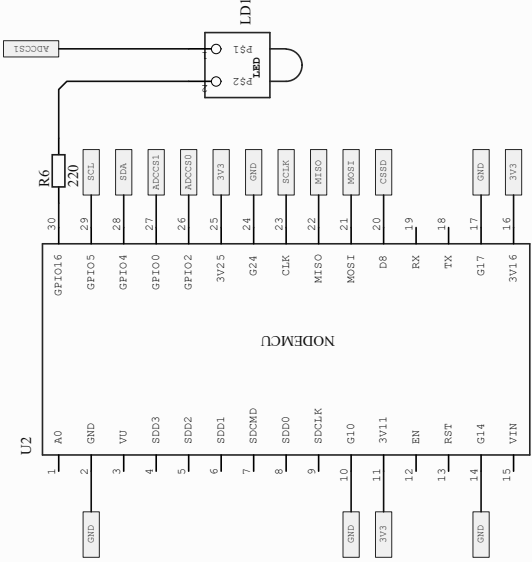 LD1
ADCCS1
1
P$1
LED
P$2
2
R6
220
SCL
SDA
ADCCS1
ADCCS0
3V3
GND
SCLK
MISO
MOSI
CSSD
GND
3V3
30
29
28
27
26
25
24
23
22
21
20
19
18
17
16
GPIO16
GPIO5
GPIO4
GPIO0
GPIO2
3V25
G24
CLK
MISO
MOSI
D8
RX
TX
G17
3V16
NODEMCU
U2
A0
GND
VU
SDD3
SDD2
SDD1
SDCMD
SDD0
SDCLK
G10
3V11
EN
RST
G14
VIN
1
2
3
4
5
6
7
8
9
10
11
12
13
14
15
GND
GND
3V3
GND